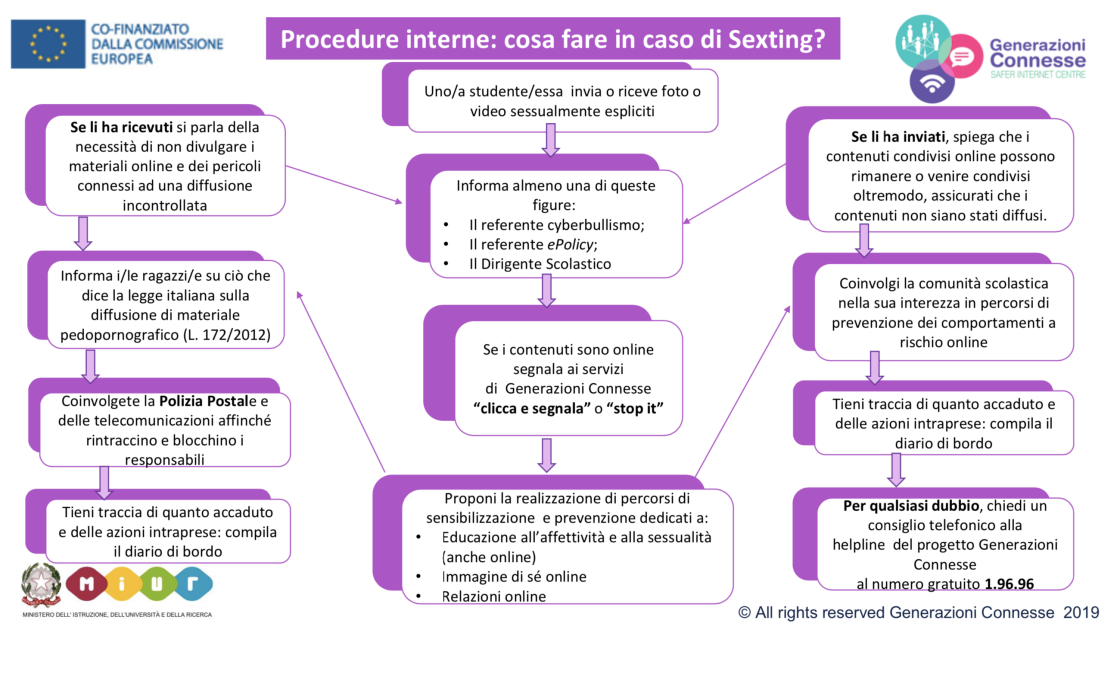 CO-FINANZIATO
DALLA COMMISSIONE
EUROPEA
Procedure interne: cosa fare in caso di Sexting?
Generazioni
Connesse
SAFER INTERNET CENTRE
Uno/a studente/essa invia o riceve foto o
video sessualmente espliciti
Se li ha ricevuti si parla della
necessità di non divulgare i
materiali online e dei pericoli
connessi ad una diffusione
incontrollata
Informa i/le ragazzi/e su ciò che
dice la legge italiana sulla
diffusione di materiale
pedopornografico (L. 172/2012)
Coinvolgete la Polizia Postale e
delle telecomunicazioni affinché
rintraccino e blocchino i
responsabili
Tieni traccia di quanto accaduto
e delle azioni intraprese: compila
il diario di bordo
Informa almeno una di queste
figure:
• Il referente cyberbullismo;
• Il referente ePolicy;
• Il Dirigente Scolastico
Se i contenuti sono online
segnala ai servizi
di Generazioni Connesse
“clicca e segnala” o “stop it”
Proponi la realizzazione di percorsi di
sensibilizzazione e prevenzione dedicati a:
• Educazione all’affettività e alla sessualità
(anche online)
• Immagine di sé online
• Relazioni online
Se li ha inviati, spiega che i
contenuti condivisi online possono
rimanere o venire condivisi
oltremodo, assicurati che i
contenuti non siano stati diffusi.
Coinvolgi la comunità scolastica
nella sua interezza in percorsi di
prevenzione dei comportamenti a
rischio online
Tieni traccia di quanto accaduto e
delle azioni intraprese: compila il
diario di bordo
Per qualsiasi dubbio, chiedi un
consiglio telefonico alla
helpline del progetto Generazioni
Connesse
al numero gratuito 1.96.96
MIUR
MINISTERO DELL' ISTRUZIONE, DELL'UNIVERSITÀ E DELLA RICERCA
© All rights reserved Generazioni Connesse 2019